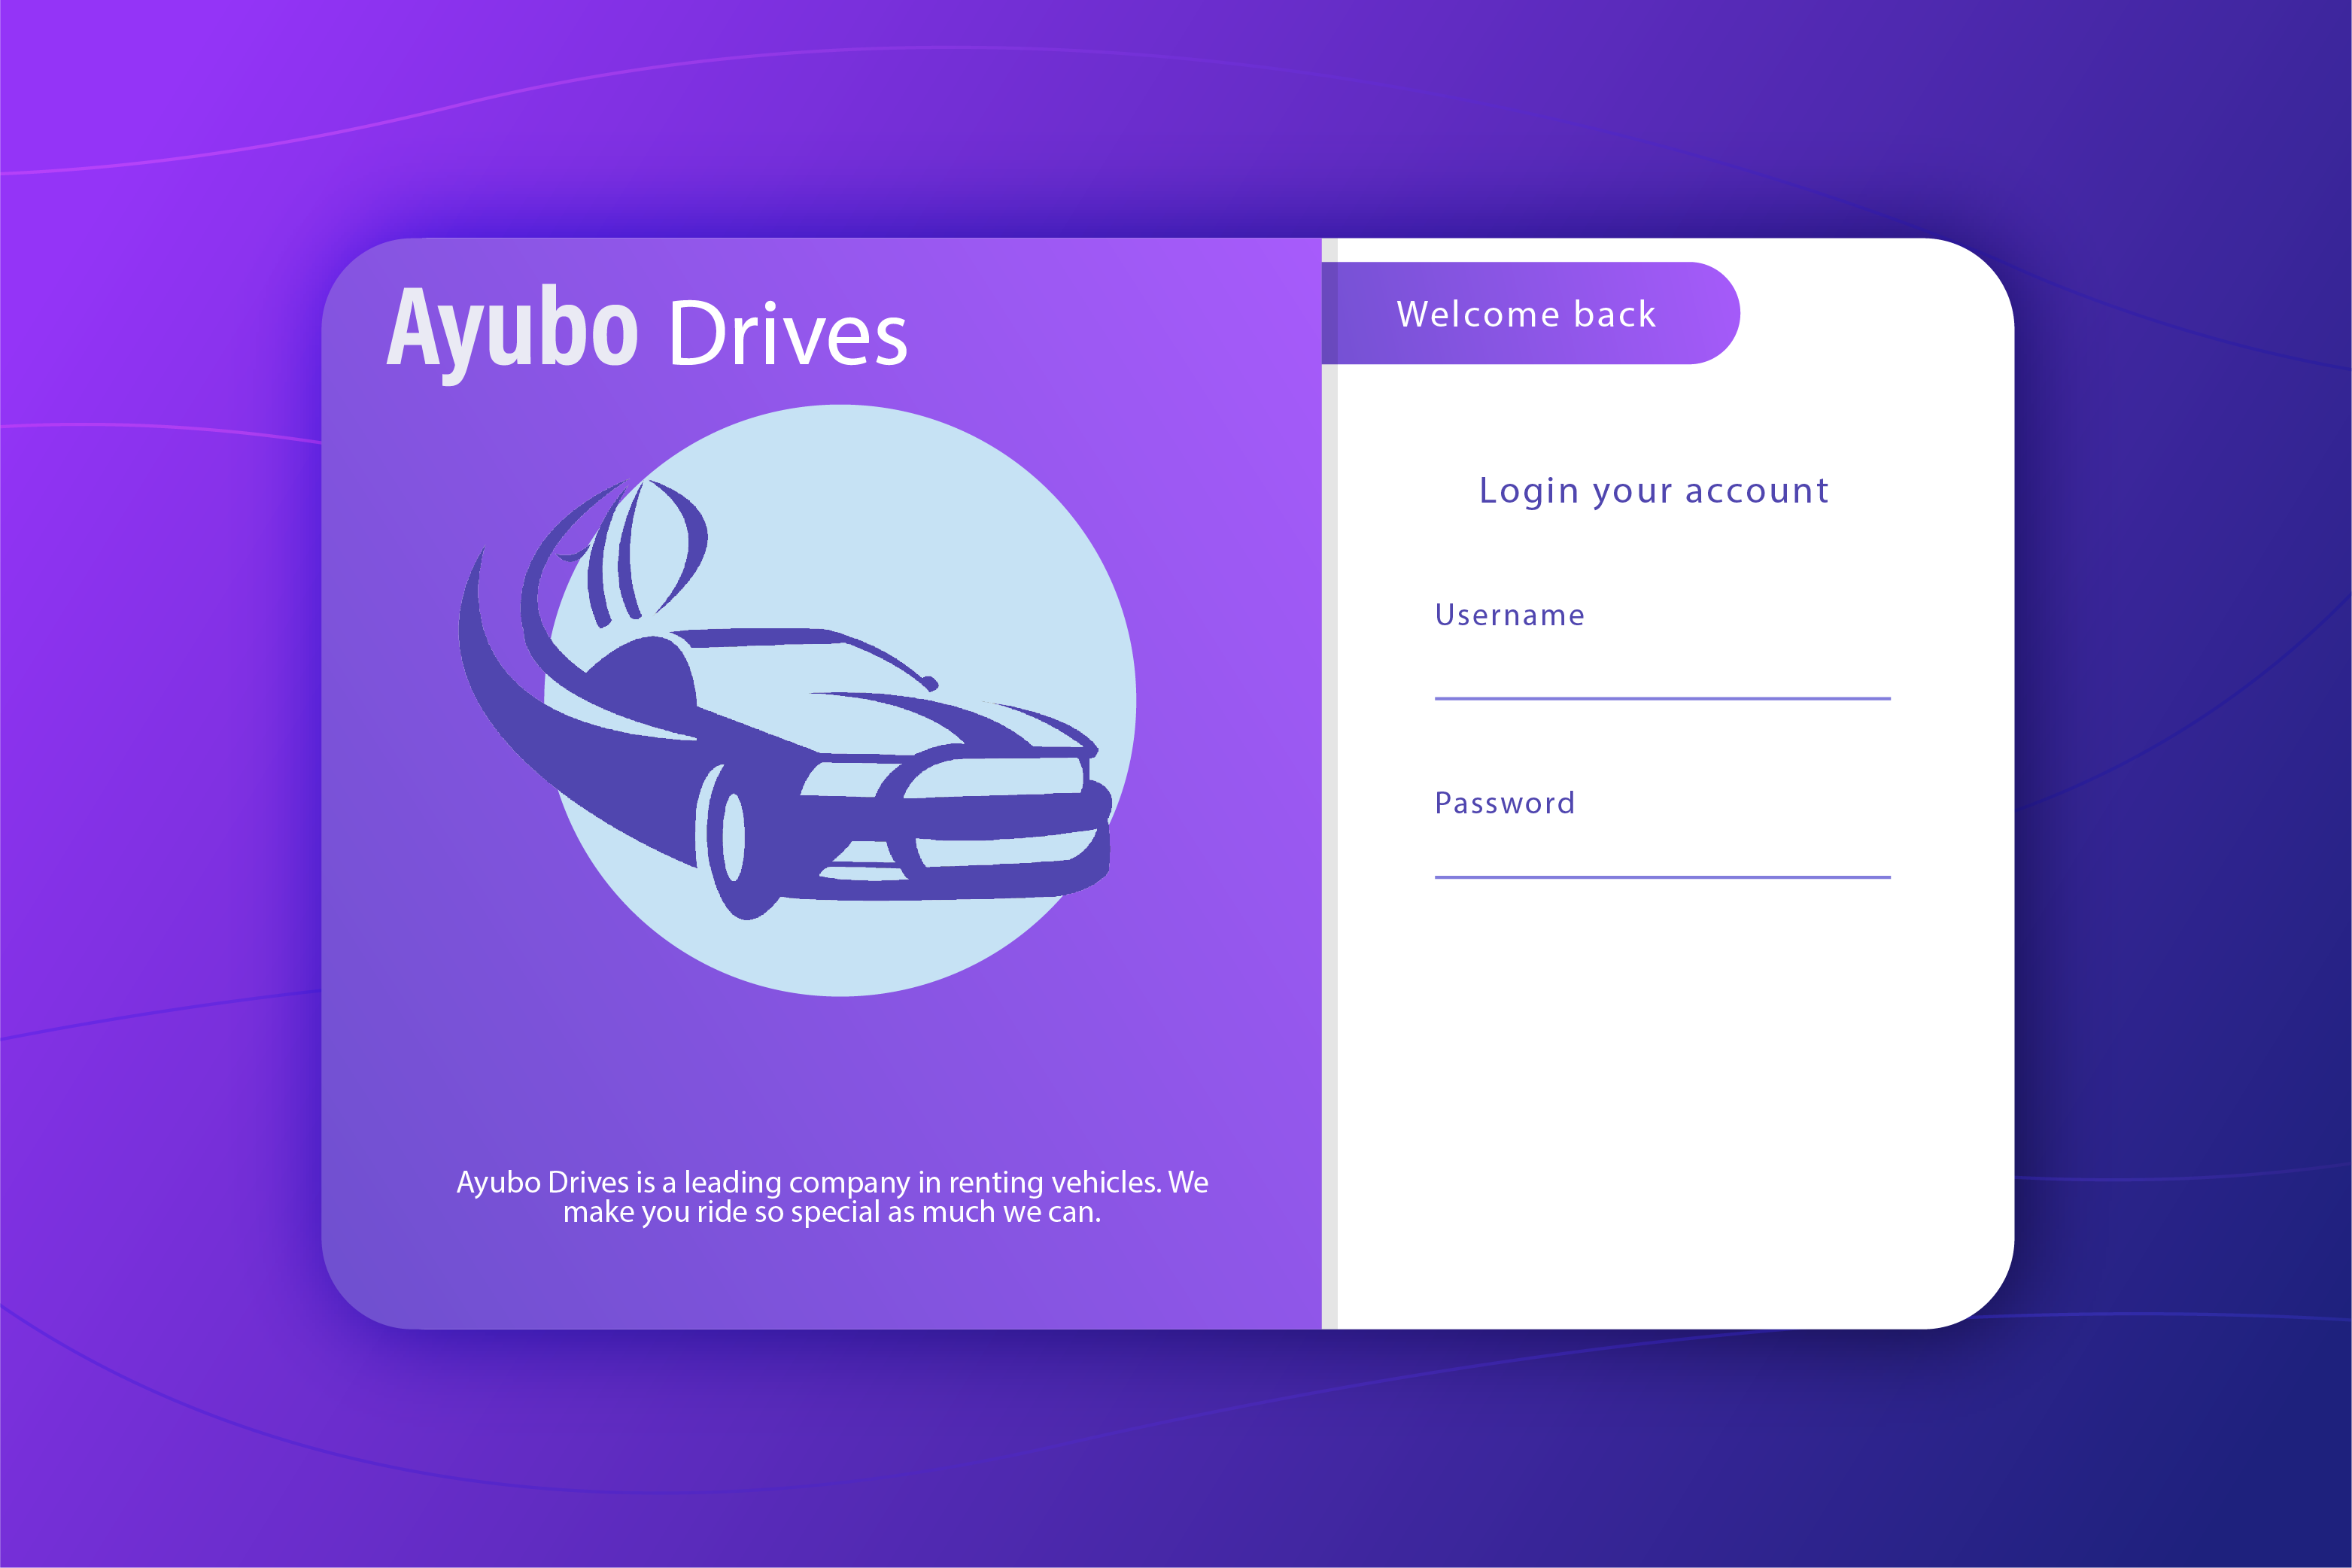 Ayubo Drives
Ayubo Drives is a leading company in renting vehicles. We
make you ride so special as much we can.
Welcome back
Login your account
Username
Password